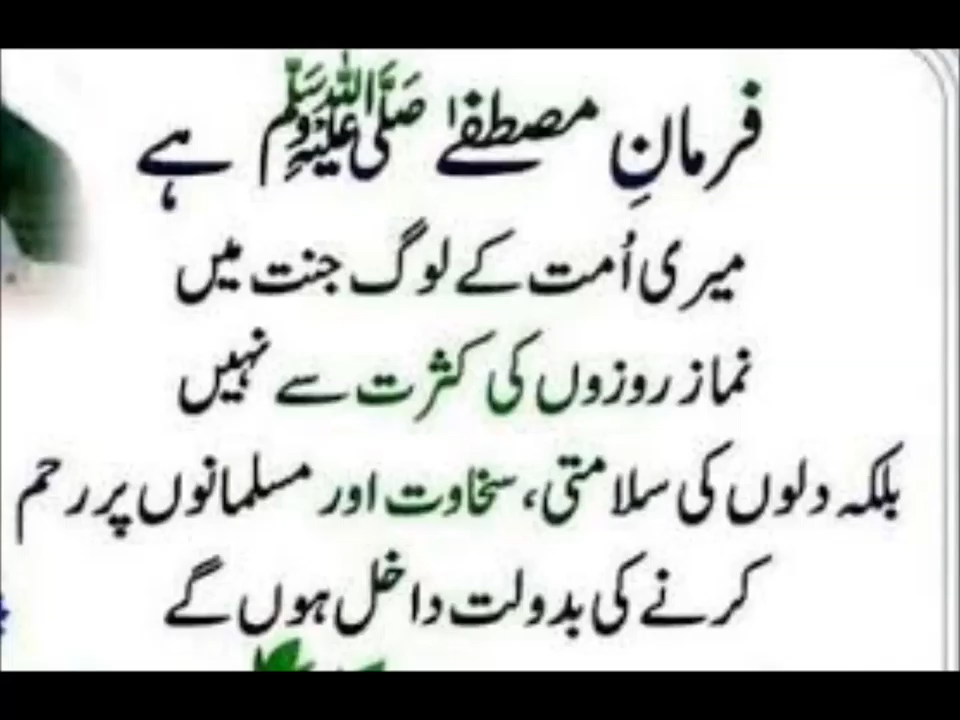 فرمانِ مصطفےٰ صَلَّی اللہُ عَلَیْہِ وَسَلَّم ہے
میری اُمت کے لوگ جنت میں
نماز روزوں کی کثرت سے نہیں
بلکہ دلوں کی سلامتی، سخاوت اور مسلمانوں پر رحم
کرنے کی بدولت داخل ہوں گے